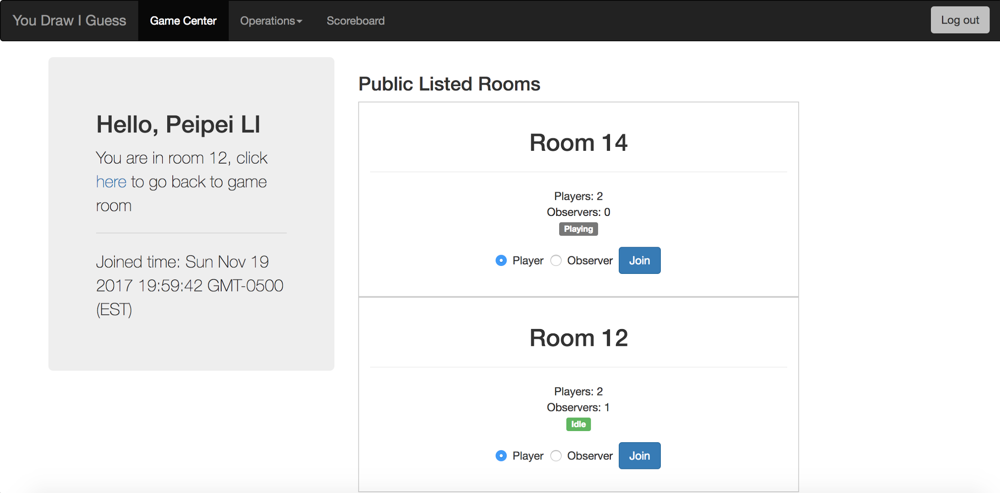 You Draw I Guess Game Center Operations Scoreboard Log out
Hello, Peipei LI
You are in room 12, click
here to go back to game
room
Joined time: Sun Nov 19
2017 19:59:42 GMT-0500
(EST)
Public Listed Rooms
Room 14
Players: 2
Observers: 0
Playing
Player Observer Join
Room 12
Players: 2
Observers: 1
Idle
Player Observer Join